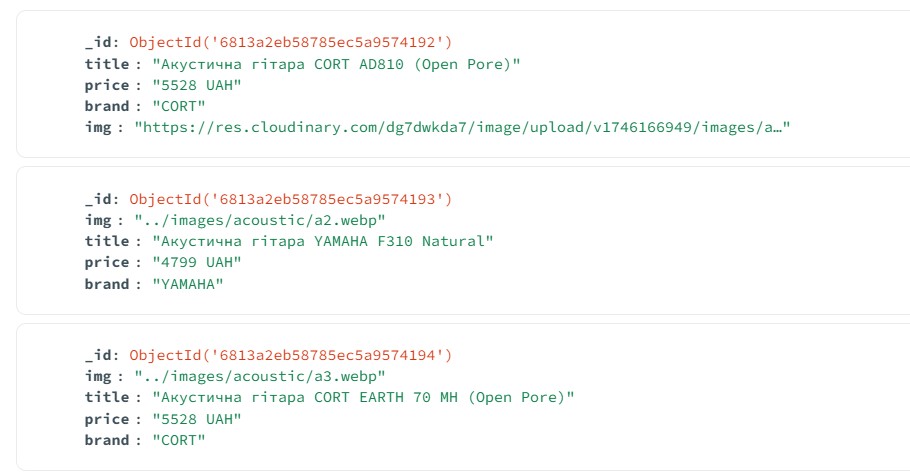 _id: ObjectId('6813a2eb58785ec5a9574192')
title : "Акустична гітара CORT AD810 (Open Pore)"
price : "5528 UAH"
brand : "CORT"
img : "https://res.cloudinary.com/dg7dwkda7/image/upload/v1746166949/images/a…"
_id: ObjectId('6813a2eb58785ec5a9574193')
img : "../images/acoustic/a2.webp"
title : "Акустична гітара YAMAHA F310 Natural"
price : "4799 UAH"
brand : "YAMAHA"
_id: ObjectId('6813a2eb58785ec5a9574194')
img : "../images/acoustic/a3.webp"
title : "Акустична гітара CORT EARTH 70 MH (Open Pore)"
price : "5528 UAH"
brand : "CORT"